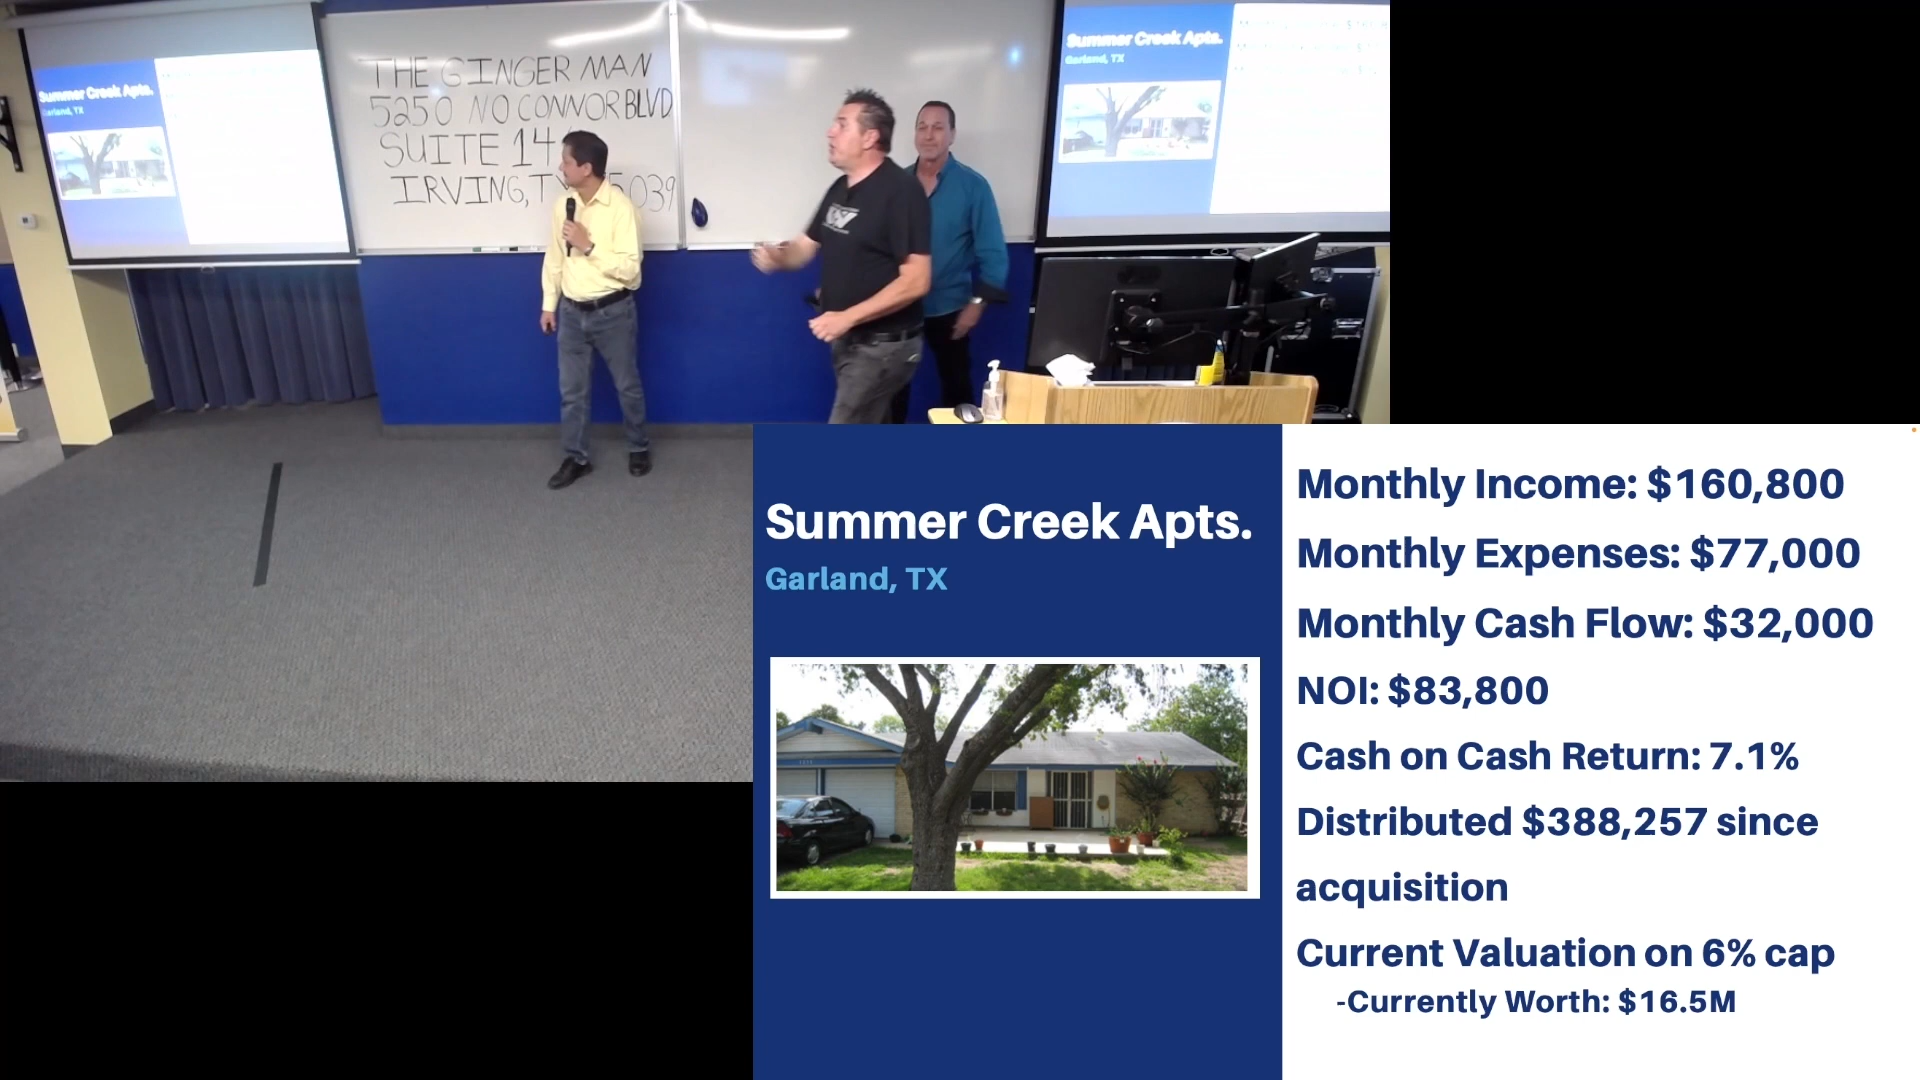 Summer Creek Apts.
Garland, TX
THE GINGER MAN
5250 NO CONNOR BLVD
SUITE 14
IRVING, TX 5039
Summer Creek Apts.
Garland, TX
Summer Creek Apts.
Garland, TX
Monthly Income: $160,800
Monthly Expenses: $77,000
Monthly Cash Flow: $32,000
NOI: $83,800
Cash on Cash Return: 7.1%
Distributed $388,257 since
acquisition
Current Valuation on 6% cap
-Currently Worth: $16.5M